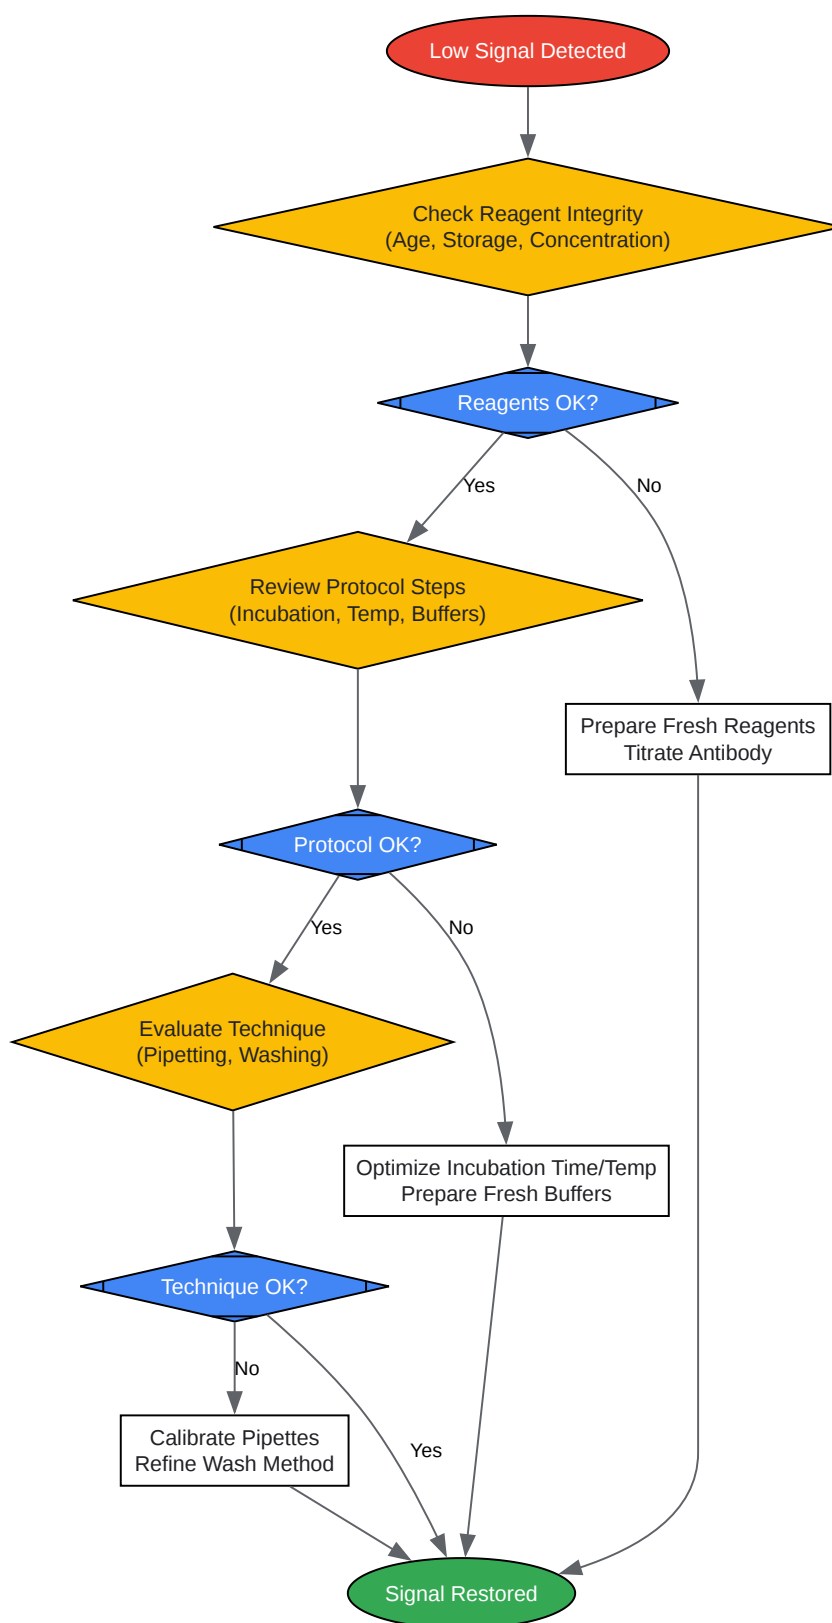 Low Signal Detected
Check Reagent Integrity
(Age, Storage, Concentration)
Reagents OK?
Yes
No
Review Protocol Steps
(Incubation, Temp, Buffers)
Prepare Fresh Reagents
Titrate Antibody
Protocol OK?
Yes
No
Evaluate Technique
(Pipetting, Washing)
Optimize Incubation Time/Temp
Prepare Fresh Buffers
Technique OK?
No
Calibrate Pipettes
Refine Wash Method
Yes
Signal Restored